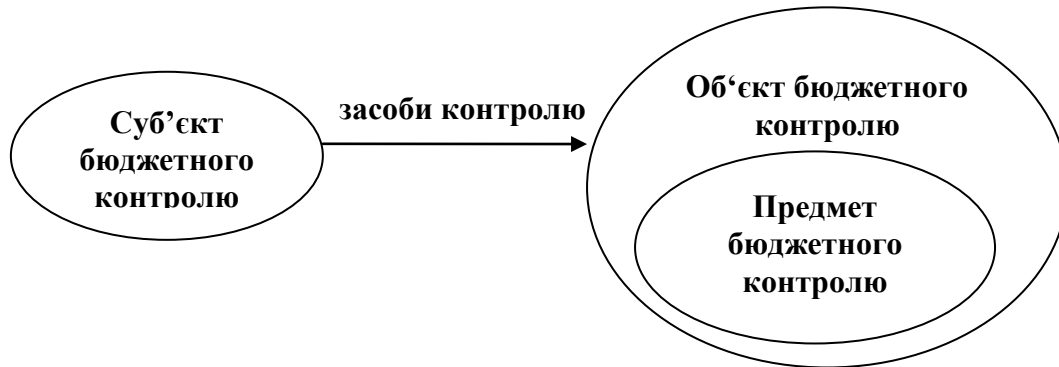 Суб’єкт
бюджетного
контролю
засоби контролю
Об‘єкт бюджетного
контролю
Предмет
бюджетного
контролю